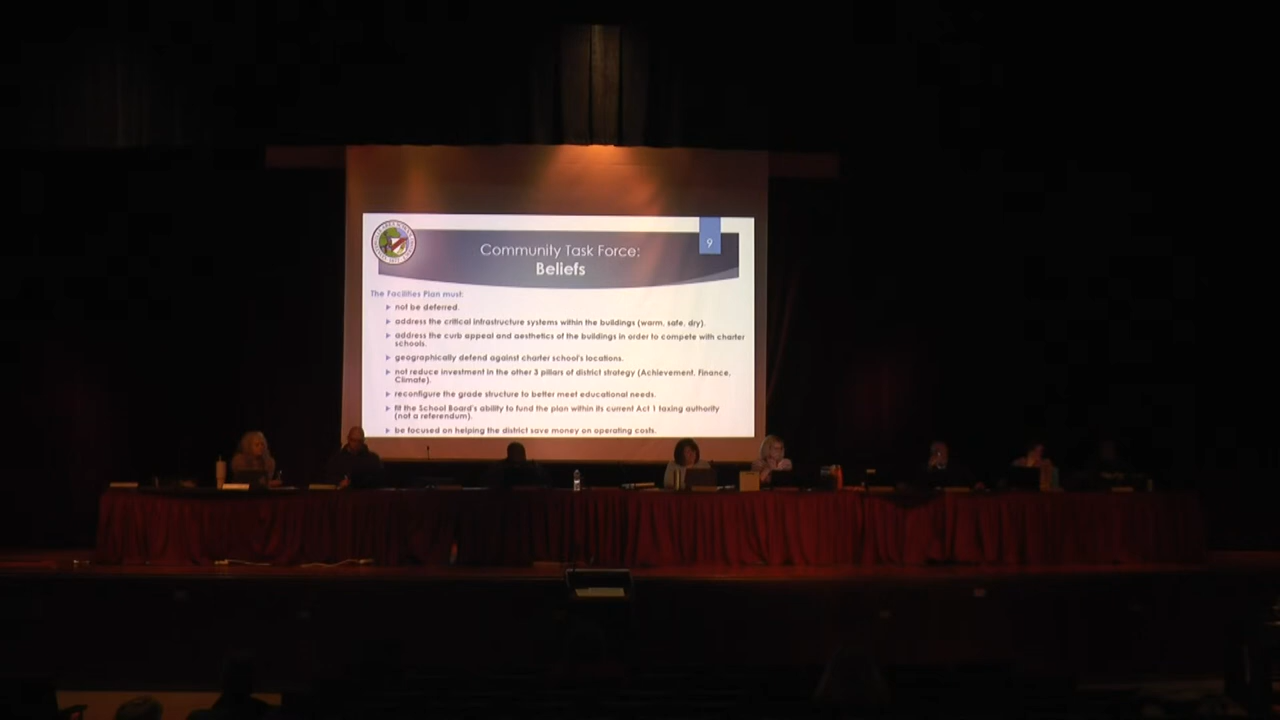 9
Community Task Force:
Beliefs
The Facilities Plan must:
not be deferred.
address the critical infrastructure systems within the buildings (warm, safe, dry).
address the curb appeal and aesthetics of the buildings in order to compete with charter
schools.
geographically defend against charter school's locations.
not reduce investment in the other 3 pillars of district strategy (Achievement, Finance,
Climate).
reconfigure the grade structure to better meet educational needs.
fit the School Board's ability to fund the plan within its current Act 1 taxing authority
(not a referendum).
be focused on helping the district save money on operating costs.